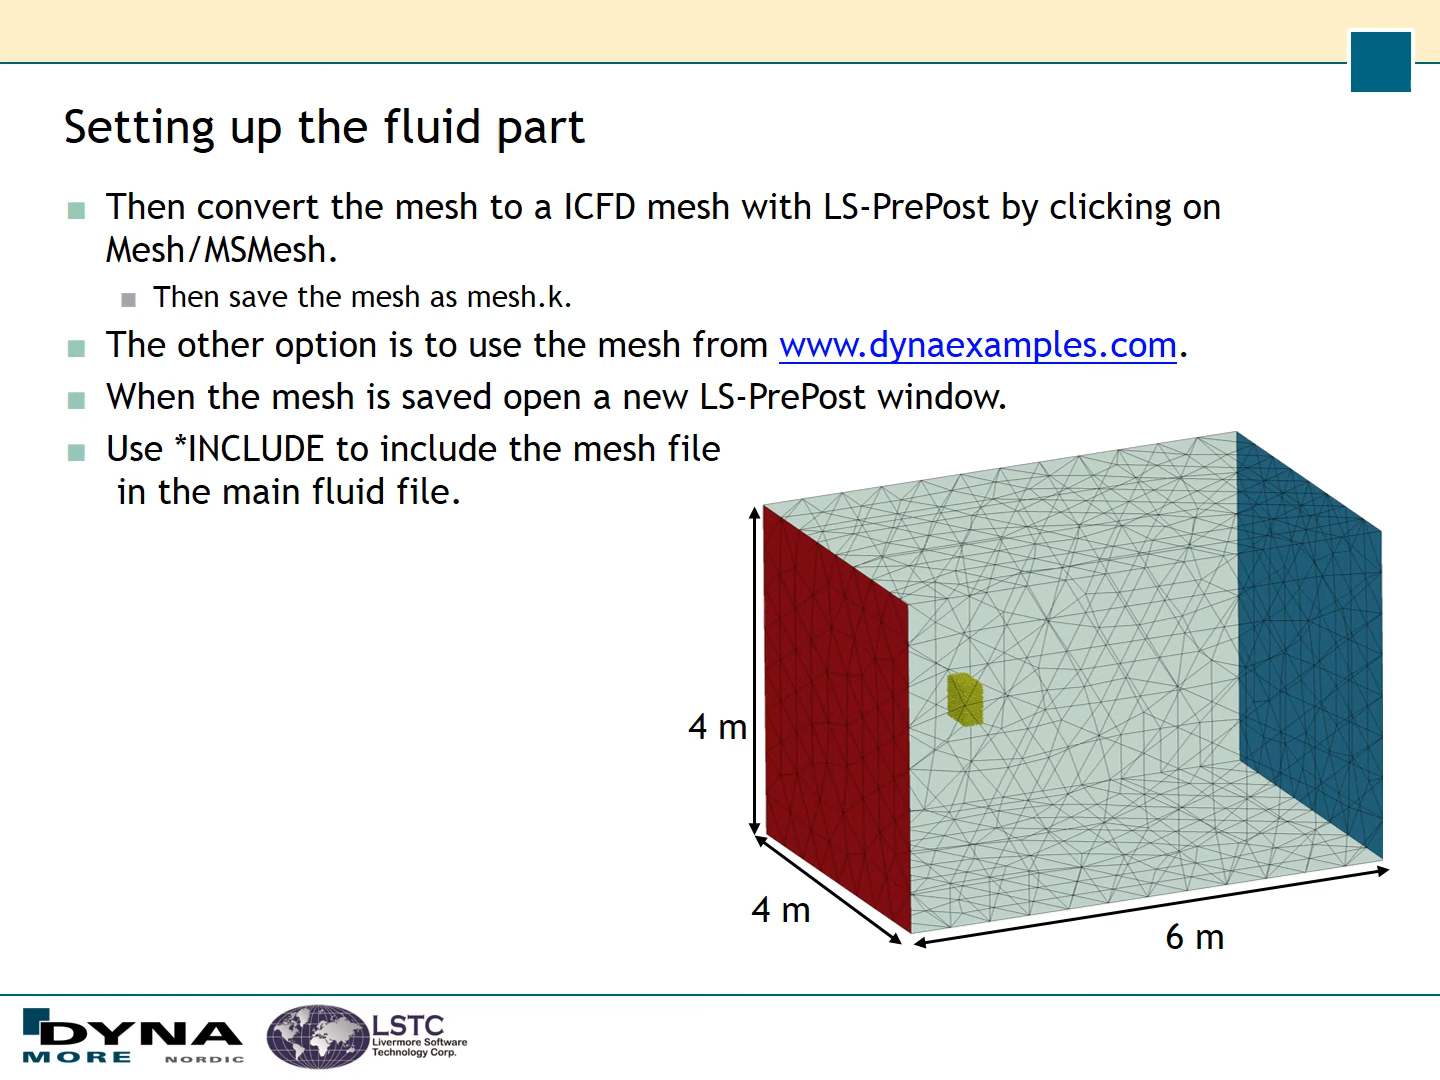 Setting up the fluid part
Then convert the mesh to a ICFD mesh with LS-PrePost by clicking on
Mesh/MSMesh.
Then save the mesh as mesh.k.
The other option is to use the mesh from www.dynaexamples.com.
When the mesh is saved open a new LS-PrePost window.
Use *INCLUDE to include the mesh file
in the main fluid file.
4 m
4 m
6 m
DYNA
MORE NORDIC
LSTC
Livermore Software
Technology Corp.